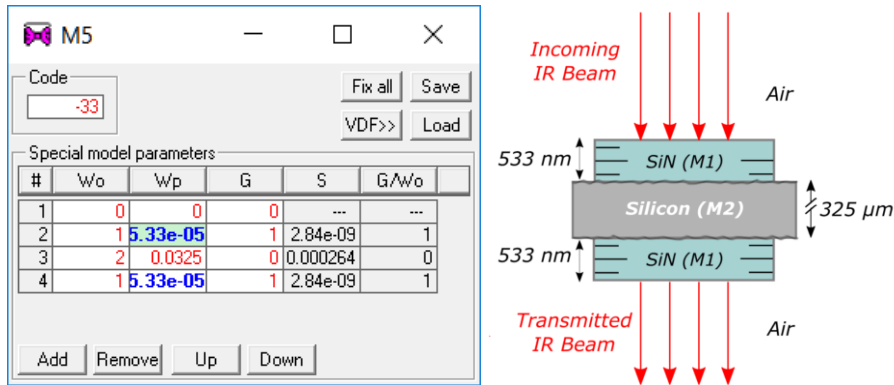 M5
Code
-33
Fix all Save
VDF>> Load
Special model parameters
# Wo Wp G S G/Wo
1 0 0 0 --- ---
2 1 5.33e-05 1 2.84e-09 1
3 2 0.0325 0 0.000264 0
4 1 5.33e-05 1 2.84e-09 1
Add Remove Up Down
Incoming
IR Beam
Air
533 nm
SiN (M1)
Silicon (M2)
325 μm
533 nm
SiN (M1)
Transmitted
IR Beam
Air